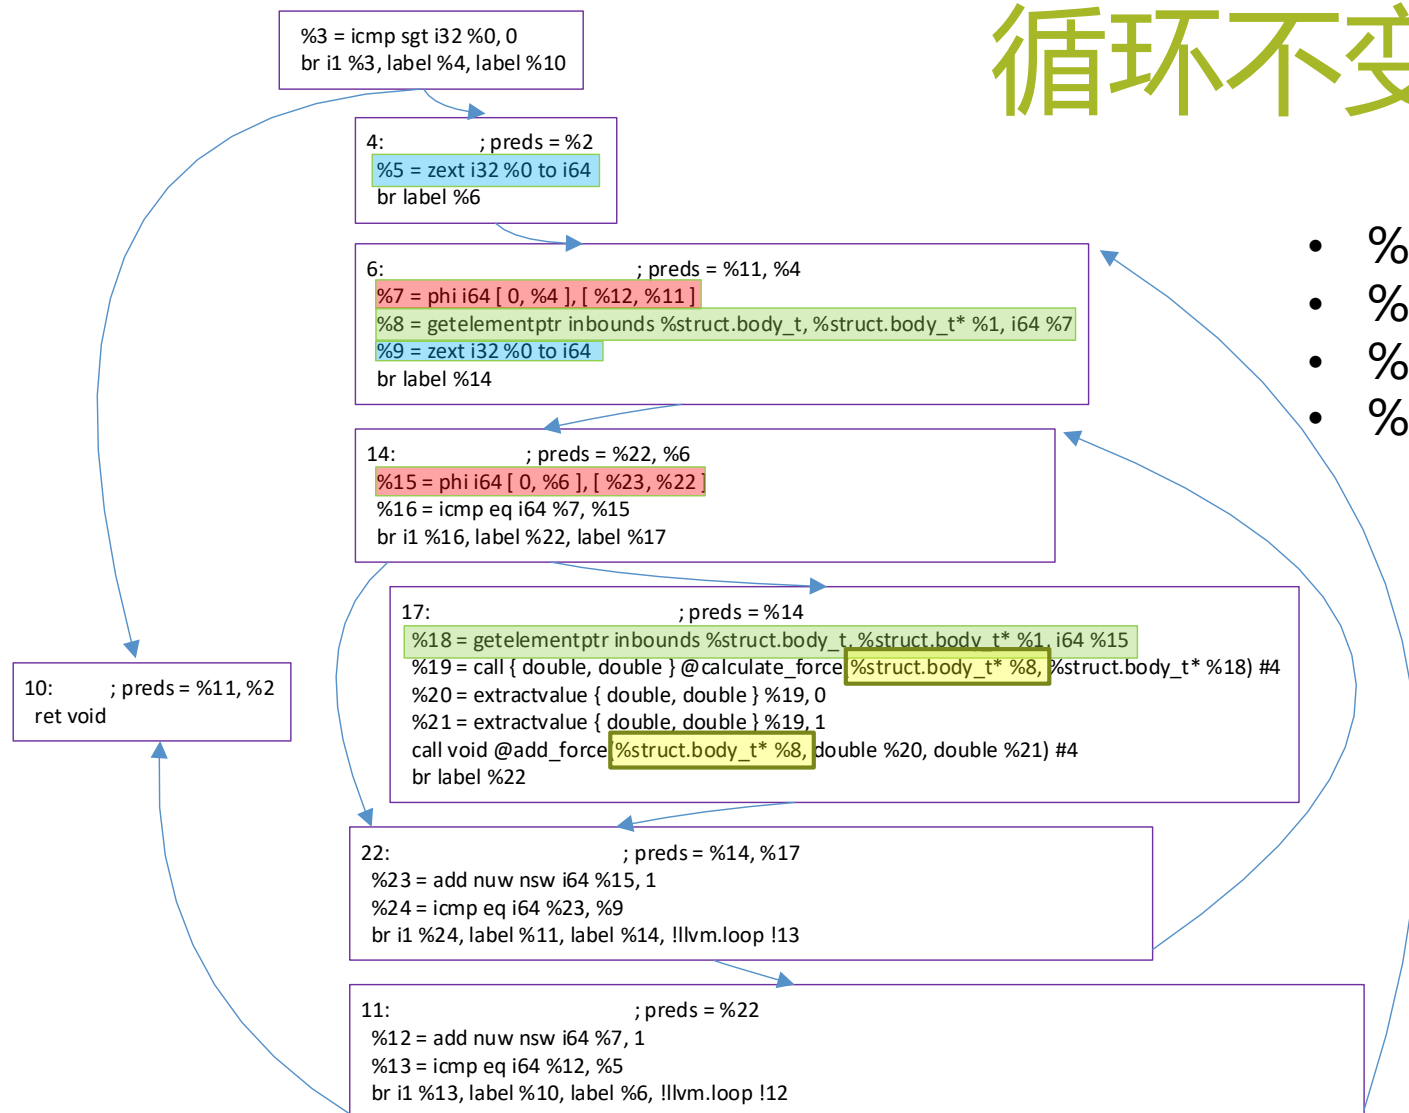 循环不变
%3 = icmp sgt i32 %0, 0
br i1 %3, label %4, label %10
4: ; preds = %2
%5 = zext i32 %0 to i64
br label %6
6: ; preds = %11, %4
%7 = phi i64 [ 0, %4 ], [ %12, %11 ]
%8 = getelementptr inbounds %struct.body_t, %struct.body_t* %1, i64 %7
%9 = zext i32 %0 to i64
br label %14
• %
• %
• %
• %
14: ; preds = %22, %6
%15 = phi i64 [ 0, %6 ], [ %23, %22 ]
%16 = icmp eq i64 %7, %15
br i1 %16, label %22, label %17
17: ; preds = %14
%18 = getelementptr inbounds %struct.body_t, %struct.body_t* %1, i64 %15
%19 = call { double, double } @calculate_force(%struct.body_t* %8, %struct.body_t* %18) #4
%20 = extractvalue { double, double } %19, 0
%21 = extractvalue { double, double } %19, 1
call void @add_force(%struct.body_t* %8, double %20, double %21) #4
br label %22
10: ; preds = %11, %2
ret void
22: ; preds = %14, %17
%23 = add nuw nsw i64 %15, 1
%24 = icmp eq i64 %23, %9
br i1 %24, label %11, label %14, !llvm.loop !13
11: ; preds = %22
%12 = add nuw nsw i64 %7, 1
%13 = icmp eq i64 %12, %5
br i1 %13, label %10, label %6, !llvm.loop !12